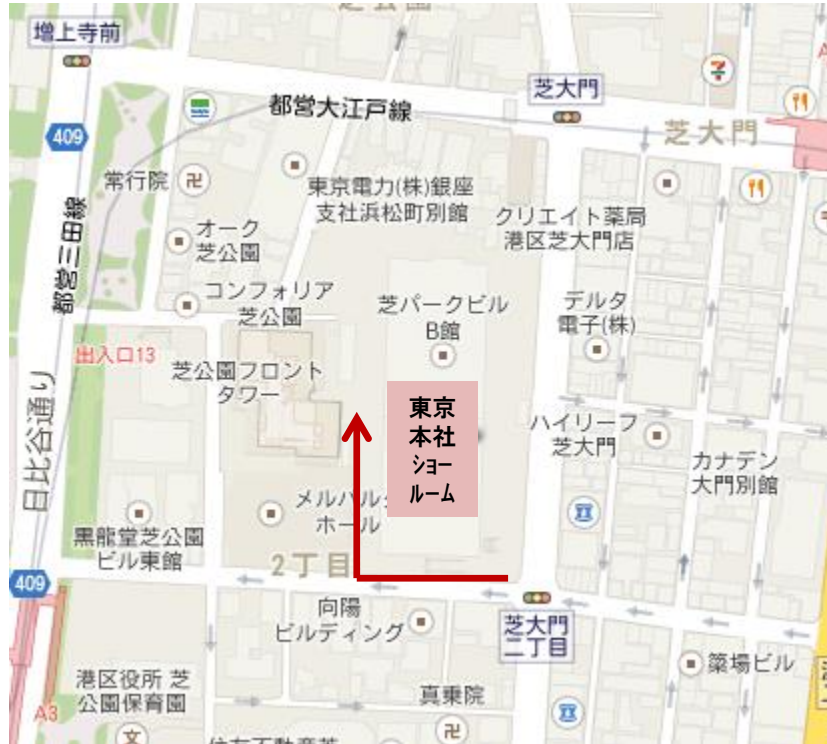 芝公園
増上寺前
芝大門
都営大江戸線
芝大門
409
常行院
東京電力(株)銀座
支社浜松町別館
クリエイト薬局
港区芝大門店
オーク
芝公園
都営三田線
コンフォリア
芝公園
芝パークビル
B館
デルタ
電子(株)
出入口13
芝公園フロント
タワー
東京
本社
ショー
ルーム
ハイリーフ
芝大門
カナデン
大門別館
日比谷通り
メルパルク
ホール
黒龍堂芝公園
ビル東館
2丁目
409
向陽
ビルディング
芝大門
二丁目
簗場ビル
港区役所 芝
公園保育園
真乗院
A3
文